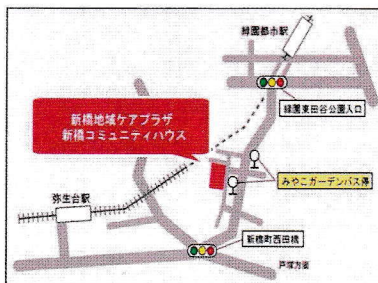 緑園都市駅
緑園東田谷公園入口
新橋地域ケアプラザ
新橋コミュニティハウス
みやこガーデンバス停
弥生台駅
新橋町西田橋
戸塚方面